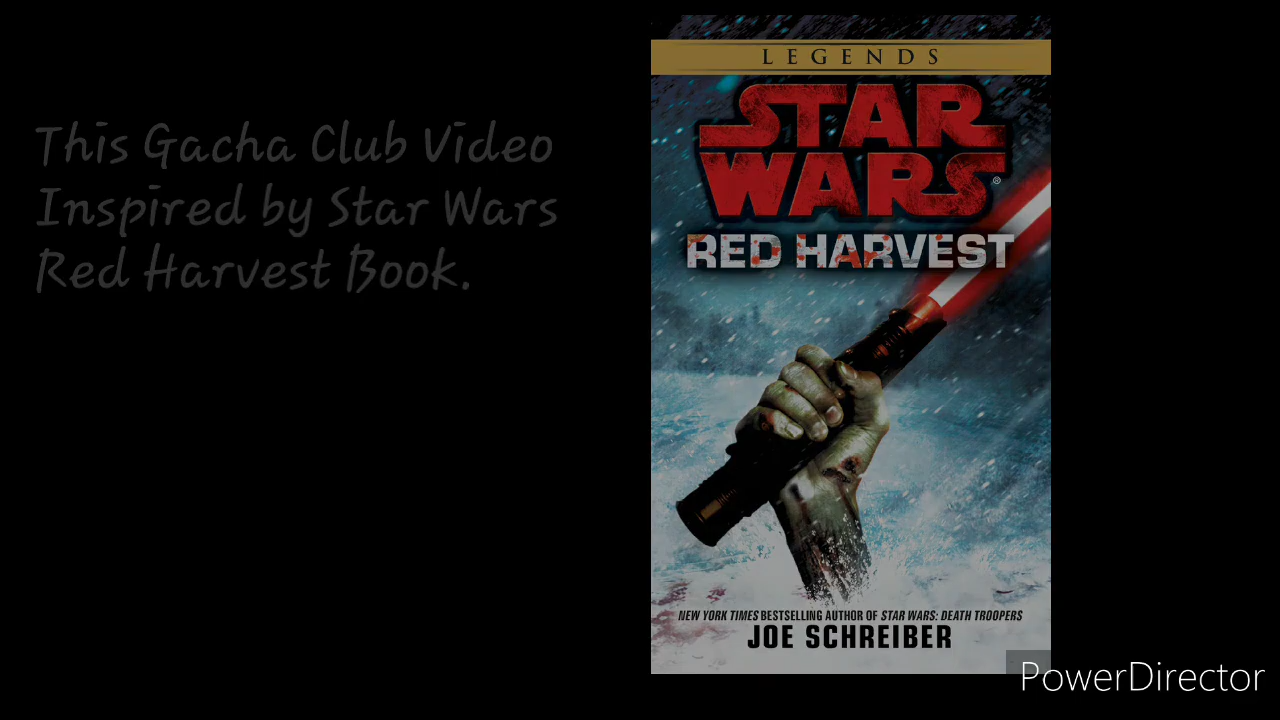 This Gacha Club Video
Inspired by Star Wars
Red Harvest Book.
LEGENDS
STAR
WARS®
RED HARVEST
NEW YORK TIMES BESTSELLING AUTHOR OF STAR WARS: DEATH TROOPERS
JOE SCHREIBER
PowerDirector